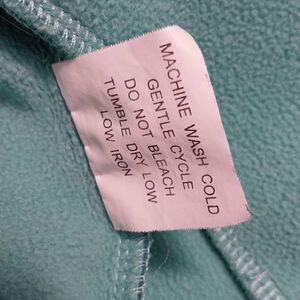 MACHINE WASH COLD
GENTLE CYCLE
DO NOT BLEACH
TUMBLE DRY LOW
LOW IRON